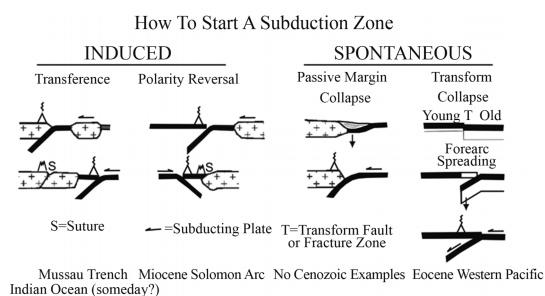 How To Start A Subduction Zone
INDUCED
SPONTANEOUS
Transference
Polarity Reversal
Passive Margin
Collapse
Transform
Collapse
Young T Old
Forearc
Spreading
S
S
S=Suture
=Subducting Plate
T=Transform Fault
or Fracture Zone
Mussau Trench
Indian Ocean (someday?)
Miocene Solomon Arc
No Cenozoic Examples
Eocene Western Pacific